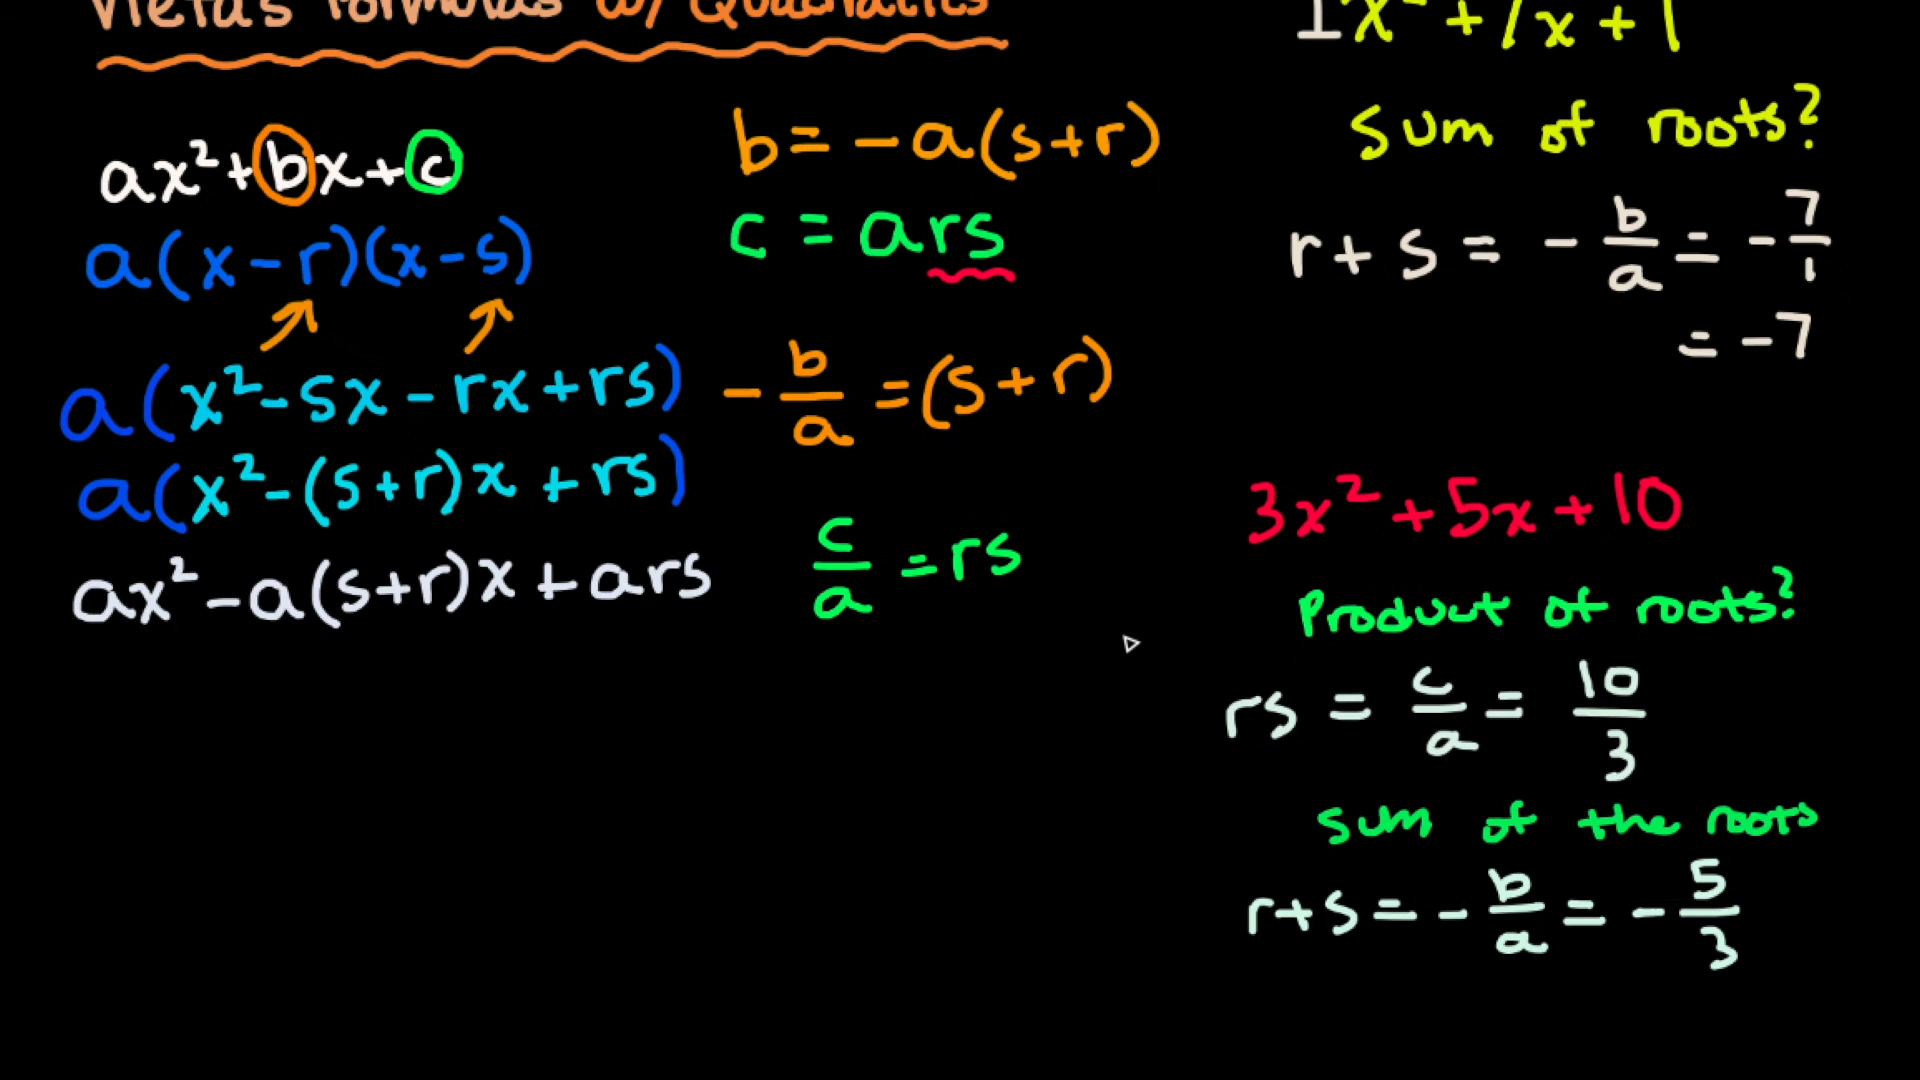 Vieta's Formulas w/ Quadratics
ax²+bx+c
a(x-r)(x-s)
a(x²-sx-rx+rs)
a(x²-(s+r)x+rs)
ax²-a(s+r)x+ars
b=-a(s+r)
c=ars
-b/a=(s+r)
c/a=rs
1x²+7x+1
Sum of roots?
r+s=-b/a=-7/1
=-7
3x²+5x+10
Product of roots?
rs=c/a=10/3
Sum of the roots
r+s=-b/a=-5/3